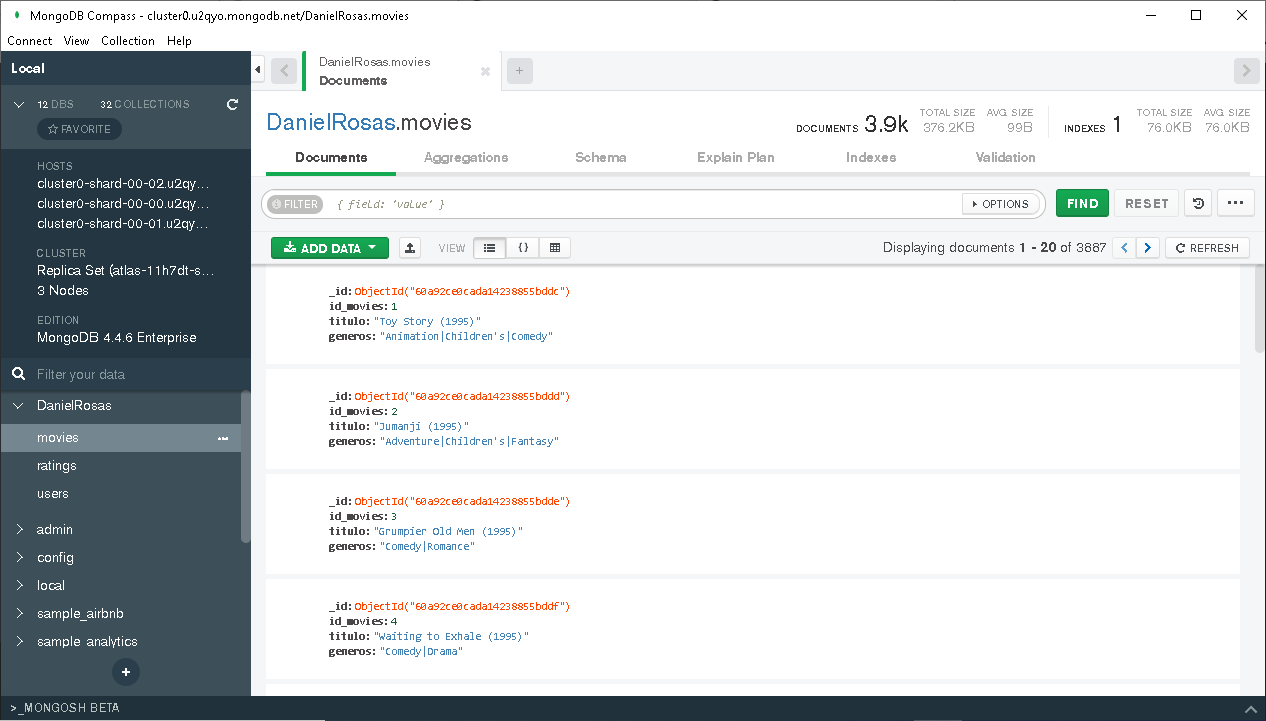 MongoDB Compass - cluster0.u2qyo.mongodb.net/DanielRosas.movies
Connect View Collection Help
Local
12 DBS 32 COLLECTIONS
FAVORITE
HOSTS
cluster0-shard-00-02.u2qy...
cluster0-shard-00-00.u2qy...
cluster0-shard-00-01.u2qy...
CLUSTER
Replica Set (atlas-11h7dt-s...
3 Nodes
EDITION
MongoDB 4.4.6 Enterprise
Filter your data
DanielRosas
movies
ratings
users
admin
config
local
sample_airbnb
sample_analytics
>_MONGOSH BETA
DanielRosas.movies
Documents
DanielRosas.movies
DOCUMENTS 3.9k TOTAL SIZE 376.2KB AVG SIZE 99B
INDEXES 1 TOTAL SIZE 76.0KB AVG SIZE 76.0KB
Documents Aggregations Schema Explain Plan Indexes Validation
FILTER { field: 'value' } OPTIONS FIND RESET
ADD DATA VIEW Displaying documents 1 - 20 of 3887 REFRESH
_id: ObjectId("60a92ce0cada14238855bddc")
id_movies: 1
titulo: "Toy Story (1995)"
generos: "Animation|Children's|Comedy"
_id: ObjectId("60a92ce0cada14238855bddd")
id_movies: 2
titulo: "Jumanji (1995)"
generos: "Adventure|Children's|Fantasy"
_id: ObjectId("60a92ce0cada14238855bdde")
id_movies: 3
titulo: "Grumpier Old Men (1995)"
generos: "Comedy|Romance"
_id: ObjectId("60a92ce0cada14238855bddf")
id_movies: 4
titulo: "Waiting to Exhale (1995)"
generos: "Comedy|Drama"